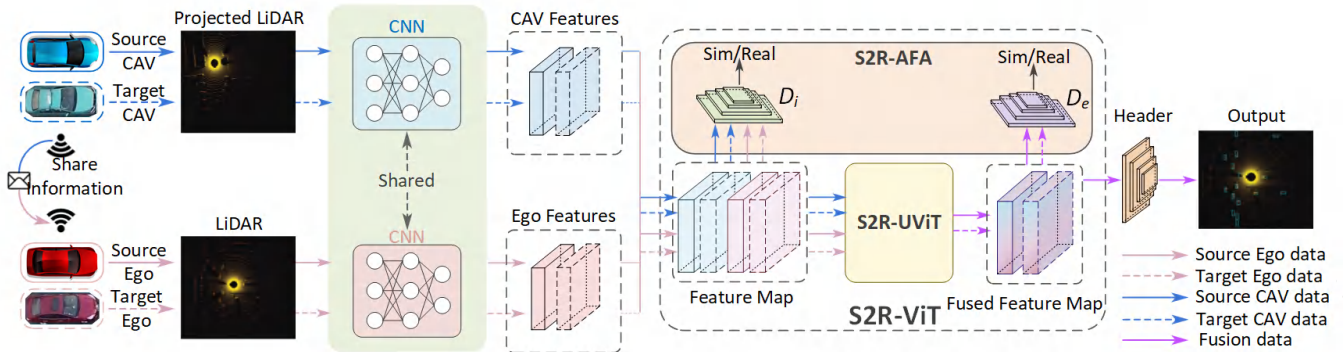 Projected LiDAR
Source
CAV
Target
CAV
Share
Information
LiDAR
Source
Ego
Target
Ego
CNN
Shared
CNN
CAV Features
Ego Features
S2R-AFA
Sim/Real
Di
Sim/Real
De
Feature Map
S2R-UViT
Fused Feature Map
S2R-ViT
Header
Output
Source Ego data
Target Ego data
Source CAV data
Target CAV data
Fusion data